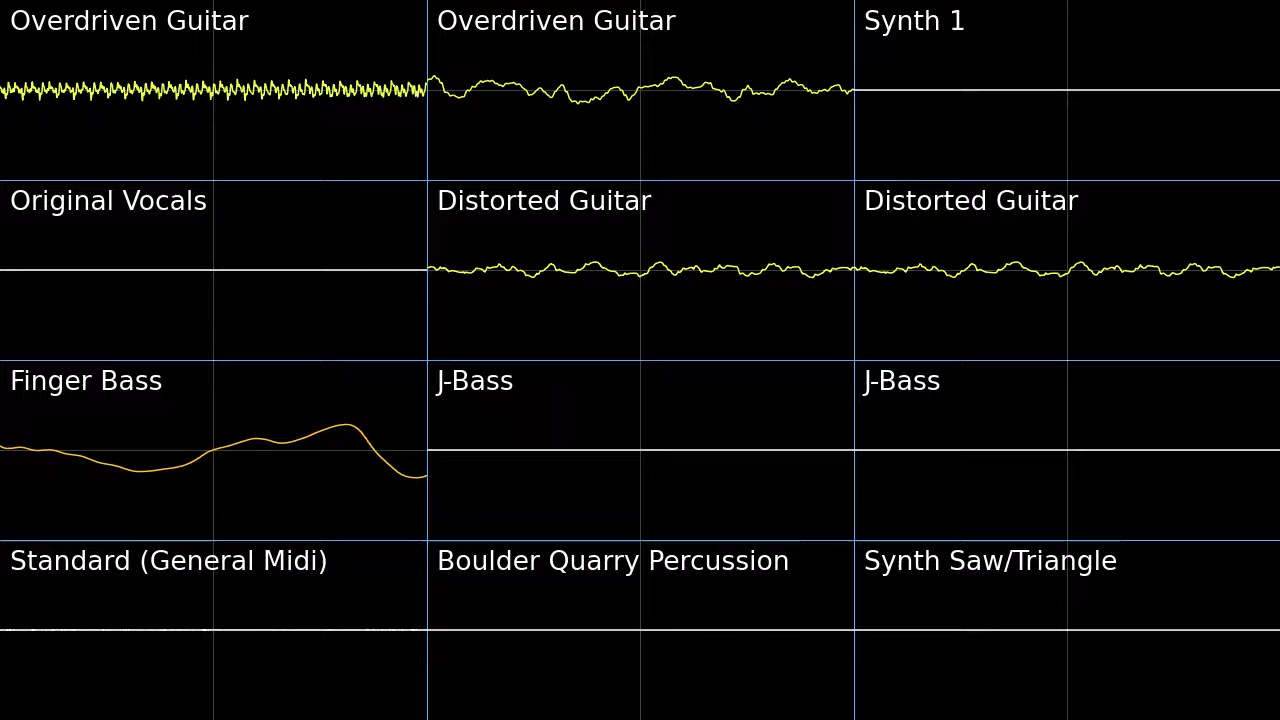 Overdriven Guitar
Overdriven Guitar
Synth 1
Original Vocals
Distorted Guitar
Distorted Guitar
Finger Bass
J-Bass
J-Bass
Standard (General Midi)
Boulder Quarry Percussion
Synth Saw/Triangle